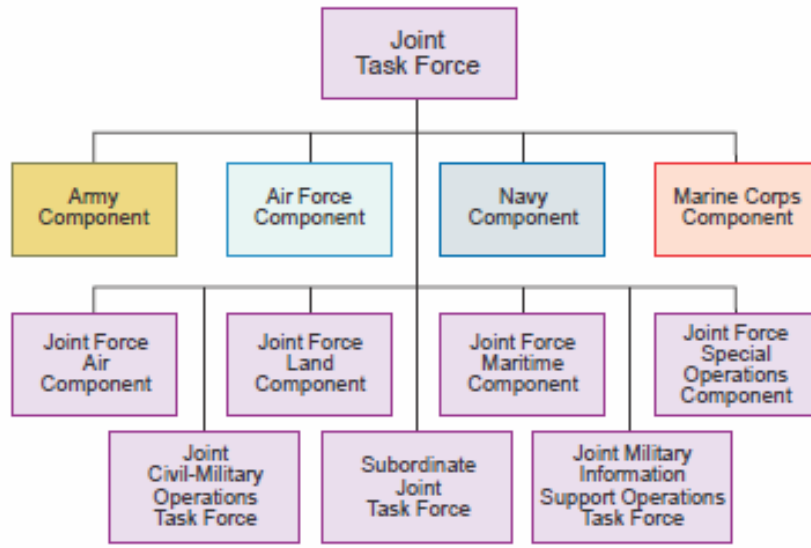 Joint
Task Force
Army
Component
Air Force
Component
Navy
Component
Marine Corps
Component
Joint Force
Air
Component
Joint Force
Land
Component
Joint Force
Maritime
Component
Joint Force
Special
Operations
Component
Joint
Civil-Military
Operations
Task Force
Subordinate
Joint
Task Force
Joint Military
Information
Support Operations
Task Force